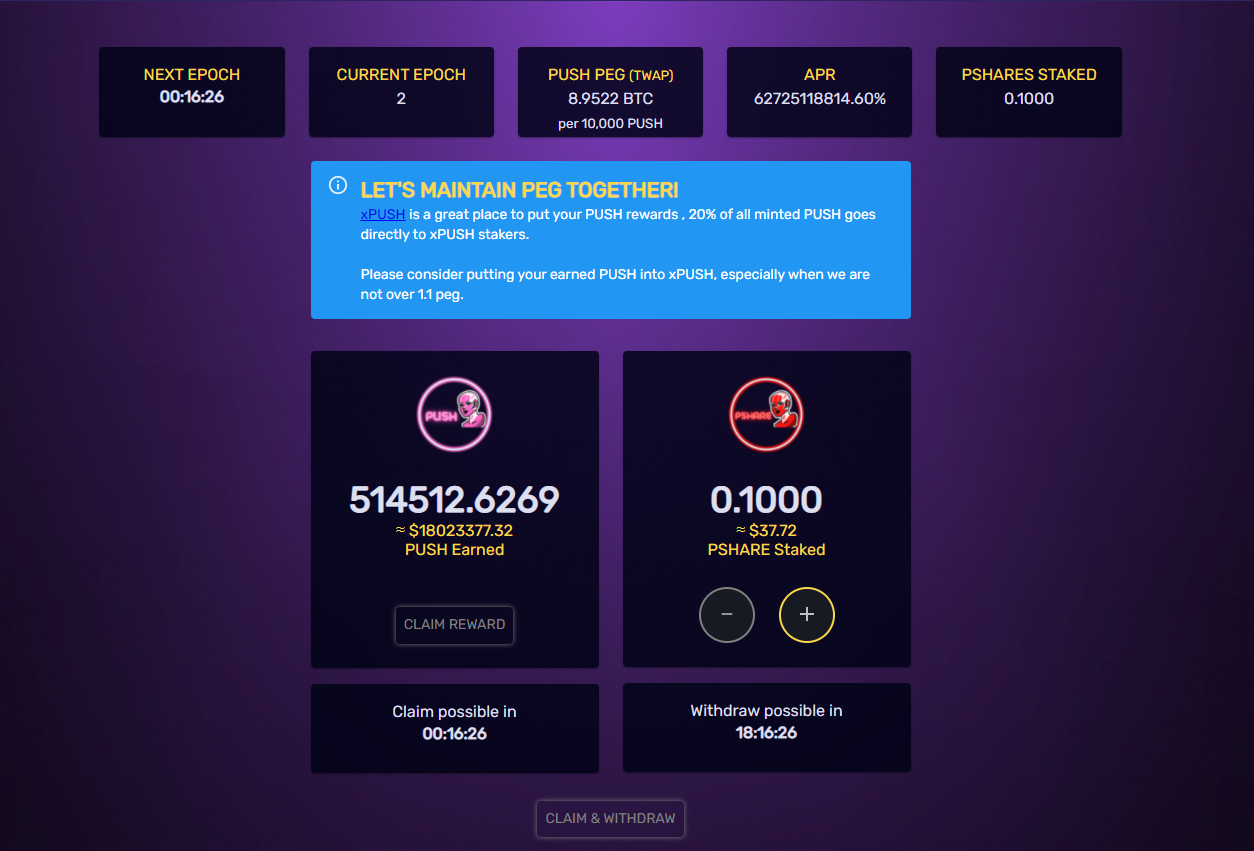 NEXT EPOCH
00:16:26
CURRENT EPOCH
2
PUSH PEG (TWAP)
8.9522 BTC
per 10,000 PUSH
APR
62725118814.60%
PSHARES STAKED
0.1000
LET'S MAINTAIN PEG TOGETHER!
xPUSH is a great place to put your PUSH rewards , 20% of all minted PUSH goes
directly to xPUSH stakers.
Please consider putting your earned PUSH into xPUSH, especially when we are
not over 1.1 peg.
PUSH
514512.6269
≈ $18023377.32
PUSH Earned
CLAIM REWARD
PSHARE
0.1000
≈ $37.72
PSHARE Staked
− +
Claim possible in
00:16:26
Withdraw possible in
18:16:26
CLAIM & WITHDRAW